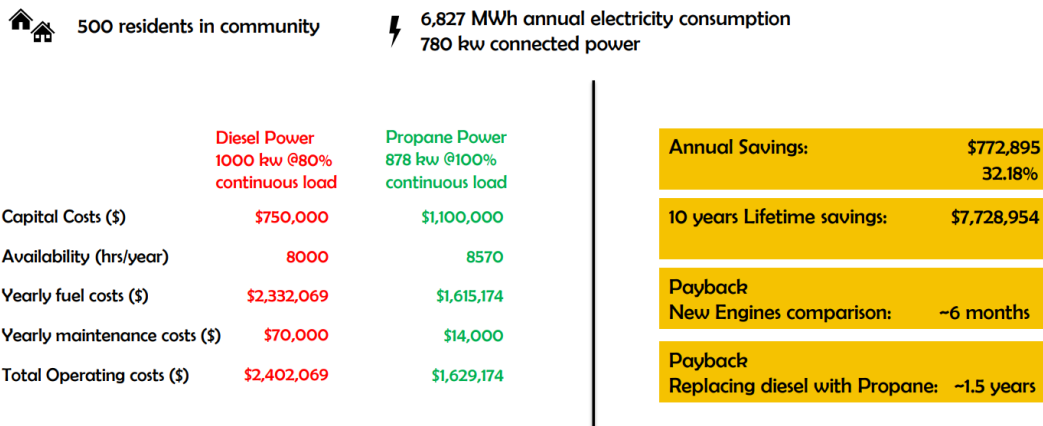 500 residents in community
6,827 MWh annual electricity consumption
780 kw connected power
Diesel Power
1000 kw @80%
continuous load
Propane Power
878 kw @100%
continuous load
Capital Costs ($) $750,000 $1,100,000
Availability (hrs/year) 8000 8570
Yearly fuel costs ($) $2,332,069 $1,615,174
Yearly maintenance costs ($) $70,000 $14,000
Total Operating costs ($) $2,402,069 $1,629,174
Annual Savings: $772,895
32.18%
10 years Lifetime savings: $7,728,954
Payback
New Engines comparison: ~6 months
Payback
Replacing diesel with Propane: ~1.5 years